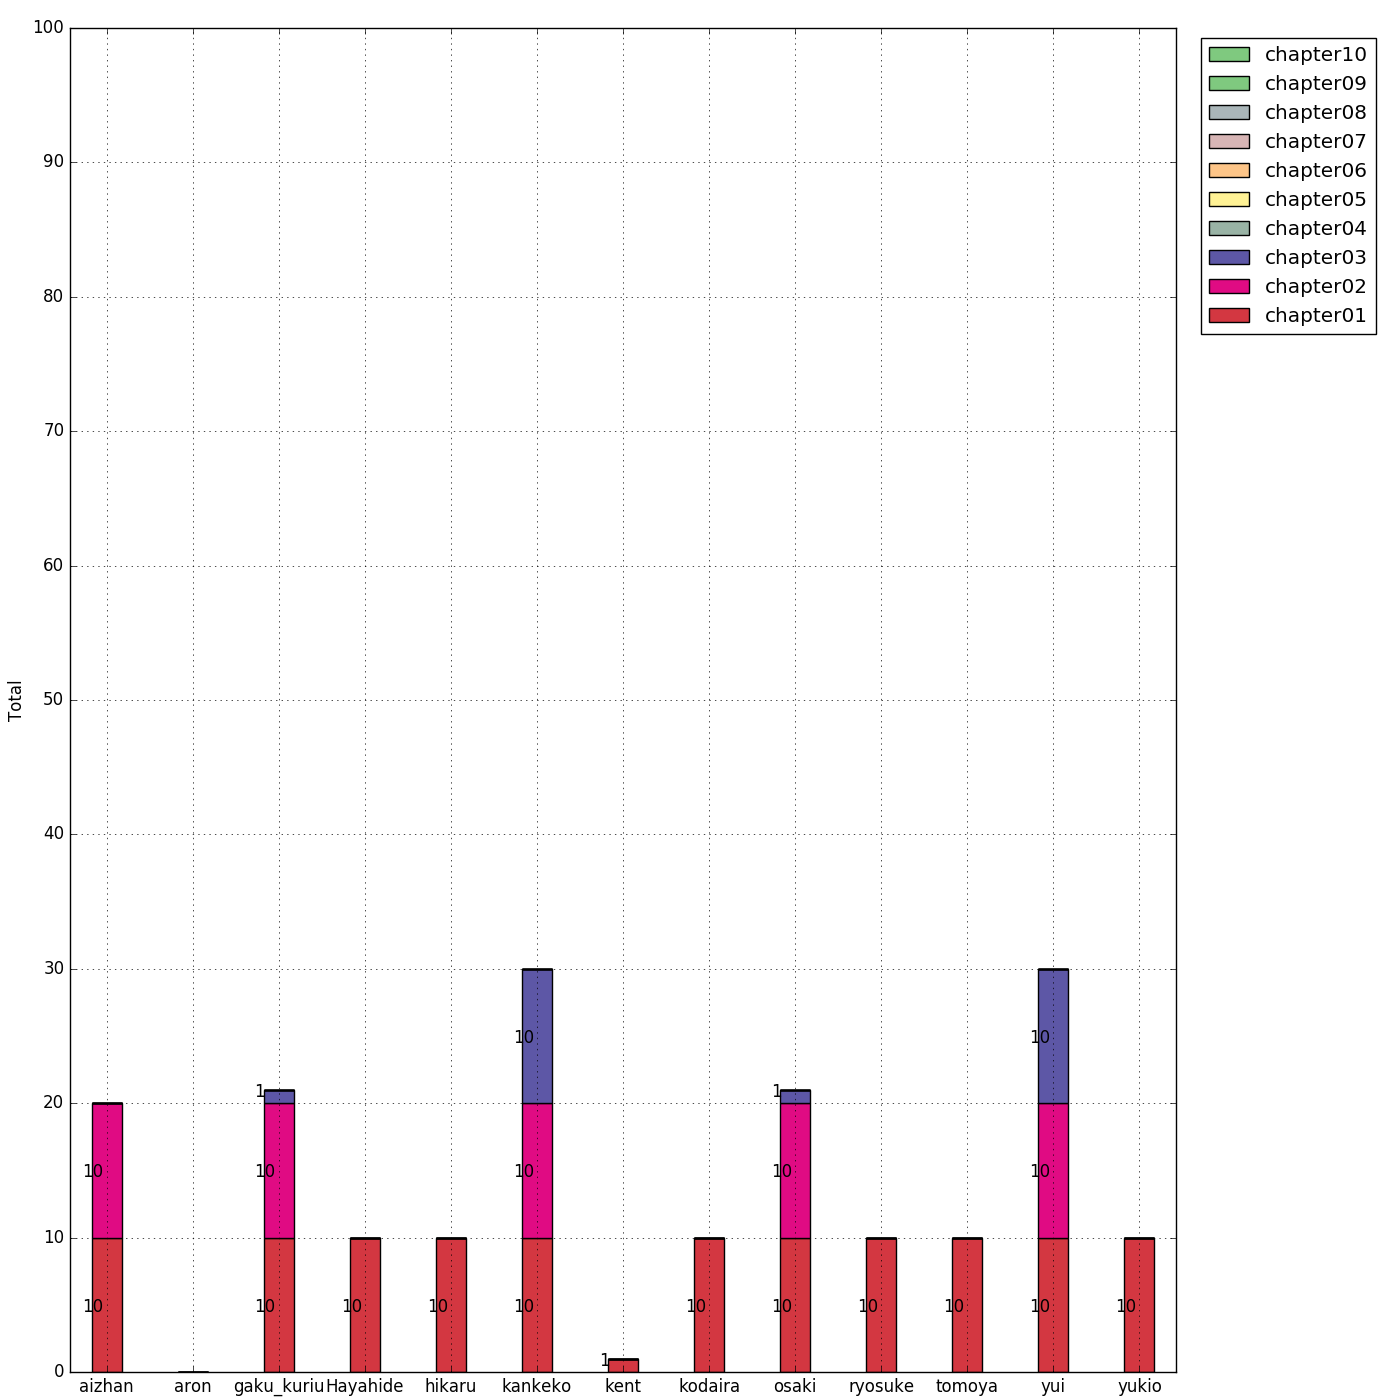 100
90
80
70
60
50
40
30
20
10
0
Total
chapter10
chapter09
chapter08
chapter07
chapter06
chapter05
chapter04
chapter03
chapter02
chapter01
10 10
1 1
10 10 10 10 10
10 10 10 10 10 10 10 10 10 10 10
1
aizhan aron gaku_kuriu Hayahide hikaru kankeko kent kodaira osaki ryosuke tomoya yui yukio